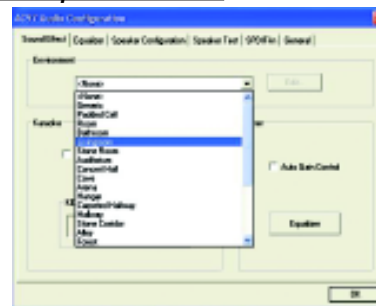 AC97 Audio Configuration
Sound Effect | Equalizer | Speaker Configuration | Speaker Test | S/PDIF-In | General
Environment
<None>
Edit
<None>
Generic
Padded Cell
Room
Bathroom
Livingroom
Stone Room
Auditorium
Concert Hall
Cave
Arena
Hangar
Carpeted Hallway
Hallway
Stone Corridor
Alley
Forest
Karaoke
Auto Gain Control
Equalizer
OK